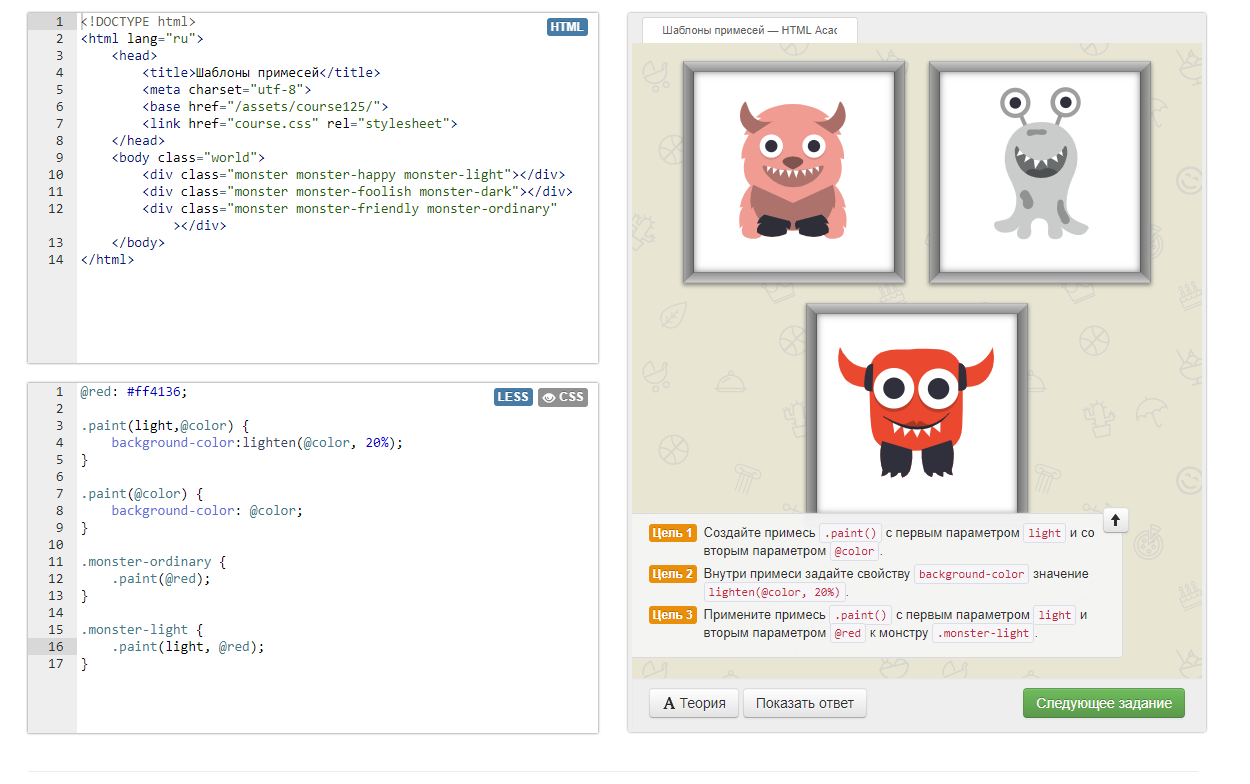 1 <!DOCTYPE html>
HTML
2 <html lang="ru">
3 <head>
4 <title>Шаблоны примесей</title>
5 <meta charset="utf-8">
6 <base href="/assets/course125/">
7 <link href="course.css" rel="stylesheet">
8 </head>
9 <body class="world">
10 <div class="monster monster-happy monster-light"></div>
11 <div class="monster monster-foolish monster-dark"></div>
12 <div class="monster monster-friendly monster-ordinary"
></div>
13 </body>
14 </html>
1 @red: #ff4136;
LESS CSS
2
3 .paint(light,@color) {
4 background-color:lighten(@color, 20%);
5 }
6
7 .paint(@color) {
8 background-color: @color;
9 }
10
11 .monster-ordinary {
12 .paint(@red);
13 }
14
15 .monster-light {
16 .paint(light, @red);
17 }
Шаблоны примесей — HTML Acac
Цель 1 Создайте примесь .paint() с первым параметром light и со
вторым параметром @color.
Цель 2 Внутри примеси задайте свойству background-color значение
lighten(@color, 20%).
Цель 3 Примените примесь .paint() с первым параметром light и
вторым параметром @red к монстру .monster-light.
A Теория Показать ответ Следующее задание